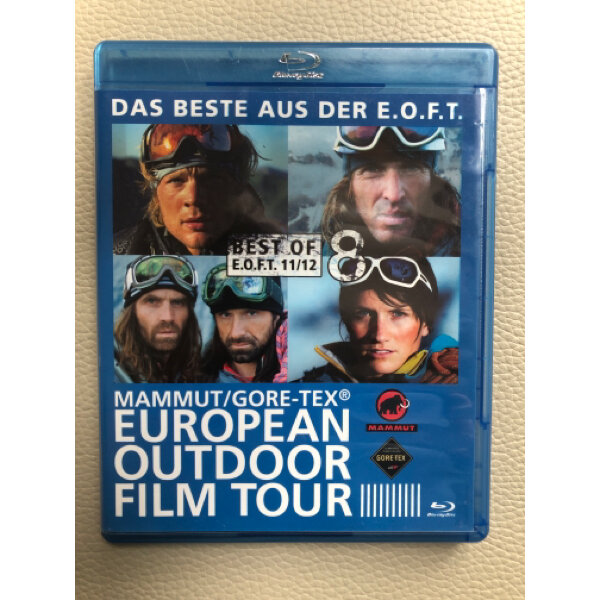 Blu-ray Disc
DAS BESTE AUS DER E.O.F.T.
BEST OF
E.O.F.T. 11/12
8
MAMMUT/GORE-TEX®
EUROPEAN
OUTDOOR
FILM TOUR
MAMMUT
GORE-TEX
Blu-ray Disc